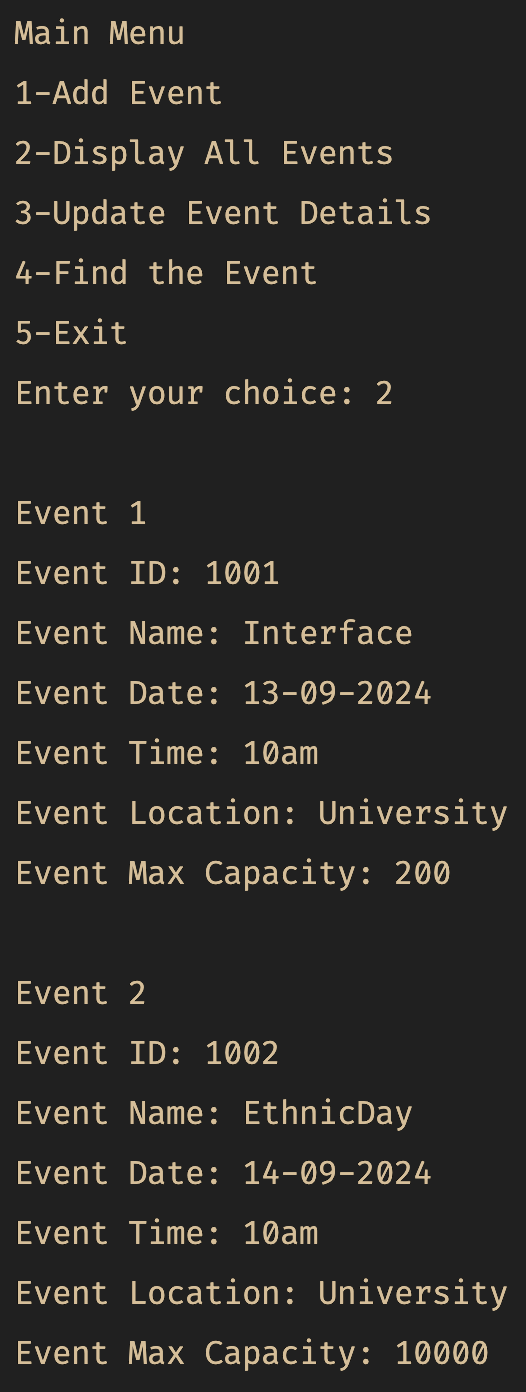 Main Menu
1-Add Event
2-Display All Events
3-Update Event Details
4-Find the Event
5-Exit
Enter your choice: 2
Event 1
Event ID: 1001
Event Name: Interface
Event Date: 13-09-2024
Event Time: 10am
Event Location: University
Event Max Capacity: 200
Event 2
Event ID: 1002
Event Name: EthnicDay
Event Date: 14-09-2024
Event Time: 10am
Event Location: University
Event Max Capacity: 10000